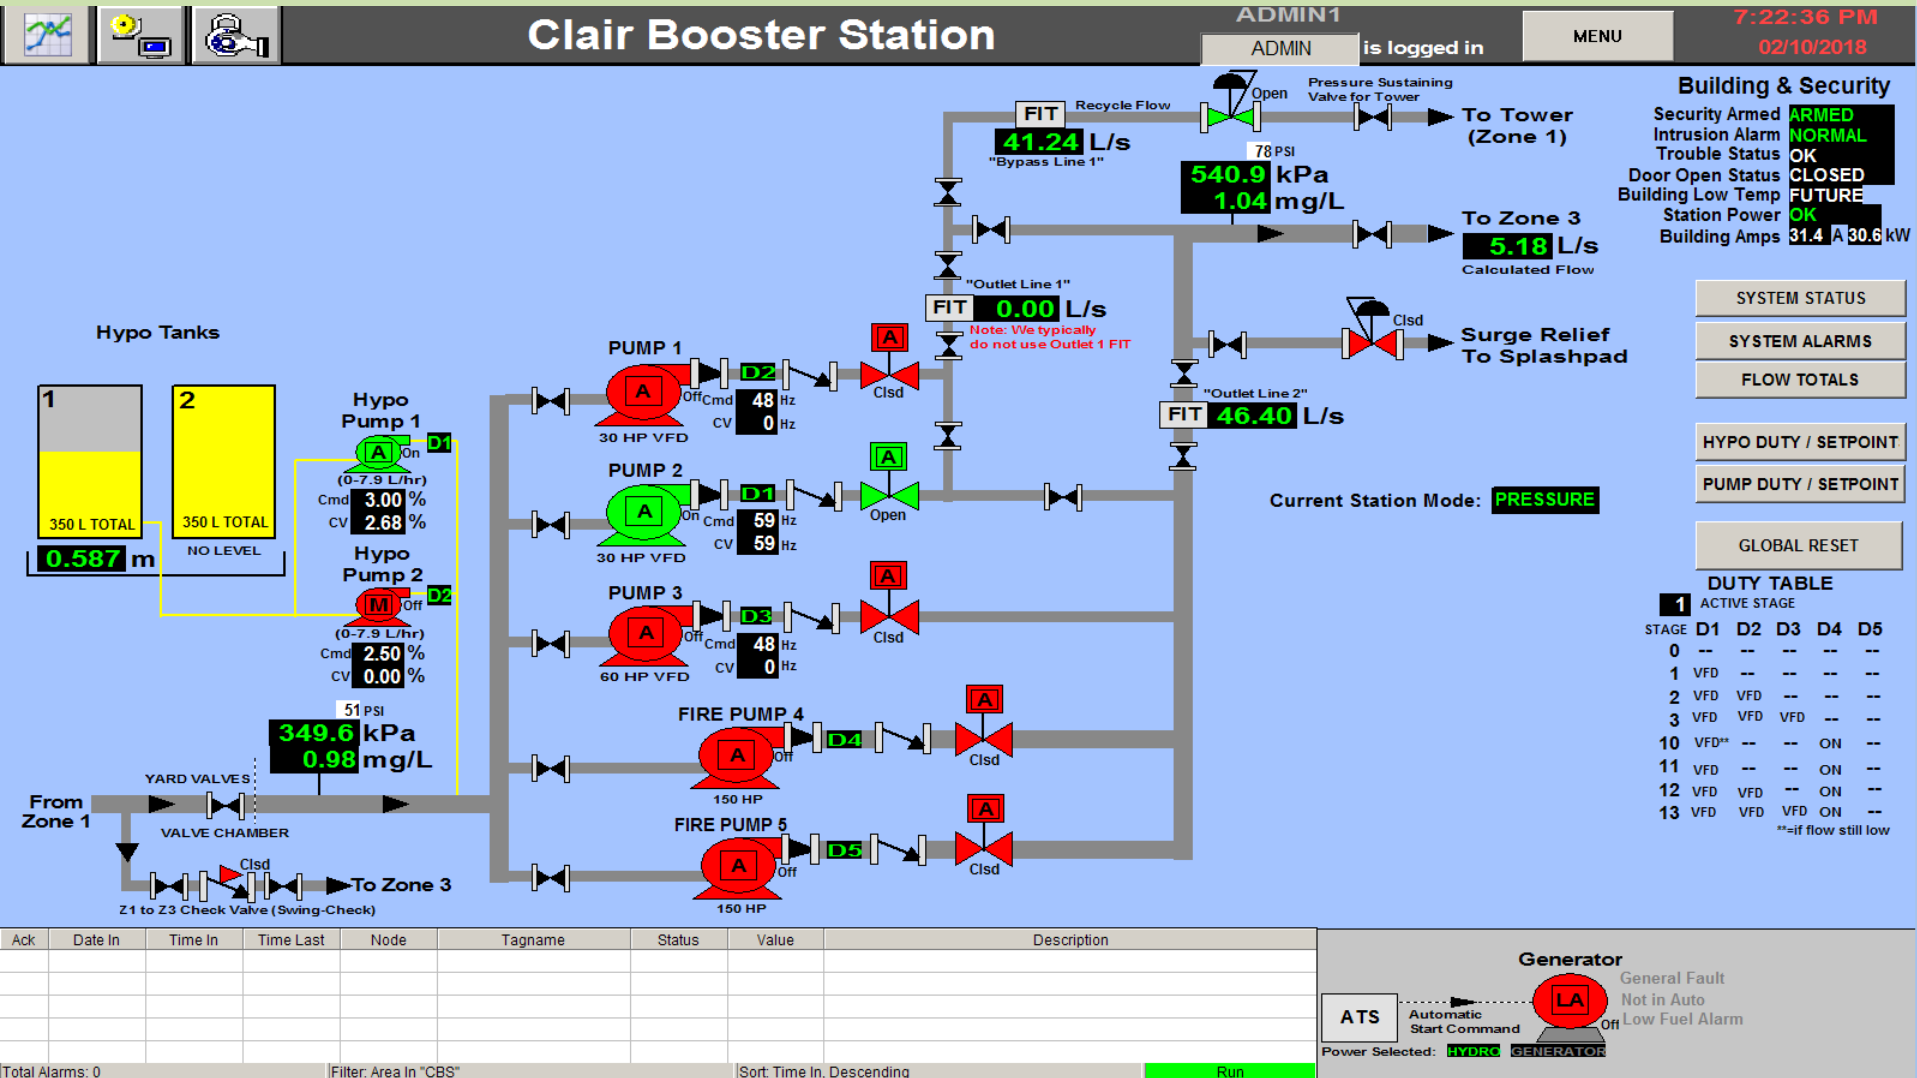 Clair Booster Station
ADMIN1
ADMIN is logged in
MENU
7:22:36 PM
02/10/2018
Building & Security
Security Armed ARMED
Intrusion Alarm NORMAL
Trouble Status OK
Door Open Status CLOSED
Building Low Temp FUTURE
Station Power OK
Building Amps 31.4 A 30.6 kW
SYSTEM STATUS
SYSTEM ALARMS
FLOW TOTALS
HYPO DUTY / SETPOINT
PUMP DUTY / SETPOINT
GLOBAL RESET
DUTY TABLE
1 ACTIVE STAGE
STAGE D1 D2 D3 D4 D5
0 -- -- -- -- --
1 VFD -- -- -- --
2 VFD VFD -- -- --
3 VFD VFD VFD -- --
10 VFD** -- -- ON --
11 VFD -- -- ON --
12 VFD VFD -- ON --
13 VFD VFD VFD ON --
**=if flow still low
FIT
Recycle Flow
41.24 L/s
"Bypass Line 1"
Open
Pressure Sustaining
Valve for Tower
To Tower
(Zone 1)
78 PSI
540.9 kPa
1.04 mg/L
To Zone 3
5.18 L/s
Calculated Flow
"Outlet Line 1"
FIT 0.00 L/s
Note: We typically
do not use Outlet 1 FIT
Clsd
Surge Relief
To Splashpad
"Outlet Line 2"
FIT 46.40 L/s
Current Station Mode: PRESSURE
Hypo Tanks
1
350 L TOTAL
2
350 L TOTAL
NO LEVEL
0.587 m
Hypo
Pump 1
A On D1
(0-7.9 L/hr)
Cmd 3.00 %
CV 2.68 %
Hypo
Pump 2
M Off D2
(0-7.9 L/hr)
Cmd 2.50 %
CV 0.00 %
51 PSI
349.6 kPa
0.98 mg/L
YARD VALVES
VALVE CHAMBER
From
Zone 1
Clsd
To Zone 3
Z1 to Z3 Check Valve (Swing-Check)
PUMP 1
A Off D2 A
Cmd 48 Hz
CV 0 Hz
Clsd
30 HP VFD
PUMP 2
A On D1 A
Cmd 59 Hz
CV 59 Hz
Open
30 HP VFD
PUMP 3
A Off D3 A
Cmd 48 Hz
CV 0 Hz
Clsd
60 HP VFD
FIRE PUMP 4
A Off D4 A
Clsd
150 HP
FIRE PUMP 5
A Off D5 A
Clsd
150 HP
Ack Date In Time In Time Last Node Tagname Status Value Description
Total Alarms: 0 Filter: Area In "CBS" Sort: Time In, Descending Run
Generator
General Fault
Not in Auto
Low Fuel Alarm
LA
Off
ATS
Automatic
Start Command
Power Selected: HYDRO GENERATOR